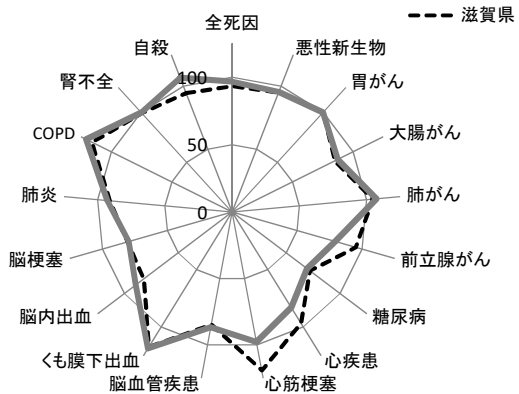 滋賀県
全死因
悪性新生物
胃がん
大腸がん
肺がん
前立腺がん
糖尿病
心疾患
心筋梗塞
脳血管疾患
くも膜下出血
脳内出血
脳梗塞
肺炎
COPD
腎不全
自殺
100
50
0